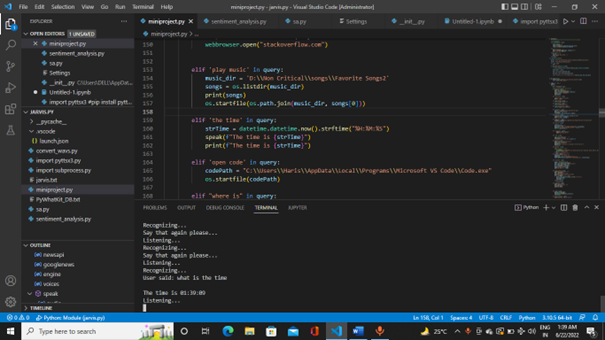 File Edit Selection View Go Run Terminal Help
miniproject.py - jarvis.py - Visual Studio Code [Administrator]
EXPLORER
OPEN EDITORS 1 UNSAVED
miniproject.py
sentiment_analysis.py
sa.py
Settings
__init__.py
Untitled-1.ipynb
import pyttsx3 #pip install pyttsx3
JARVIS.PY
__pycache__
.vscode
launch.json
convert_wave.py
import pyttsx3.py
import subprocess.py
jarvis.txt
miniproject.py
PyWhatKit_DB.txt
sa.py
sentiment_analysis.py
OUTLINE
newsapi
googlenews
engine
voices
speak
TIMELINE
miniproject.py
sentiment_analysis.py
sa.py
Settings
__init__.py
Untitled-1.ipynb
import pyttsx3
miniproject.py > ...
150 webbrowser.open("stackoverflow.com")
151
152
153 elif 'play music' in query:
154 music_dir = 'D:\\Non Critical\\songs\\Favorite Songs2'
155 songs = os.listdir(music_dir)
156 print(songs)
157 os.startfile(os.path.join(music_dir, songs[0]))
158
159 elif 'the time' in query:
160 strTime = datetime.datetime.now().strftime("%H:%M:%S")
161 speak(f"The time is {strTime}")
162 print(f"The time is {strTime}")
163
165 elif 'open code' in query:
166 codePath = "C:\\Users\\Haris\\AppData\\Local\\Programs\\Microsoft VS Code\\Code.exe"
167 os.startfile(codePath)
168 elif "where is" in query:
PROBLEMS OUTPUT DEBUG CONSOLE TERMINAL JUPYTER
Python
Recognizing...
Say that again please...
Listening...
Recognizing...
Say that again please...
Listening...
Recognizing...
User said: what is the time
The time is 01:39:09
Listening...
0 0 Python: Module (jarvis.py)
Ln 158, Col 1 Spaces: 4 UTF-8 CRLF Python 3.10.5 64-bit
Type here to search
25°C
ENG
IN
1:39 AM
6/22/2022